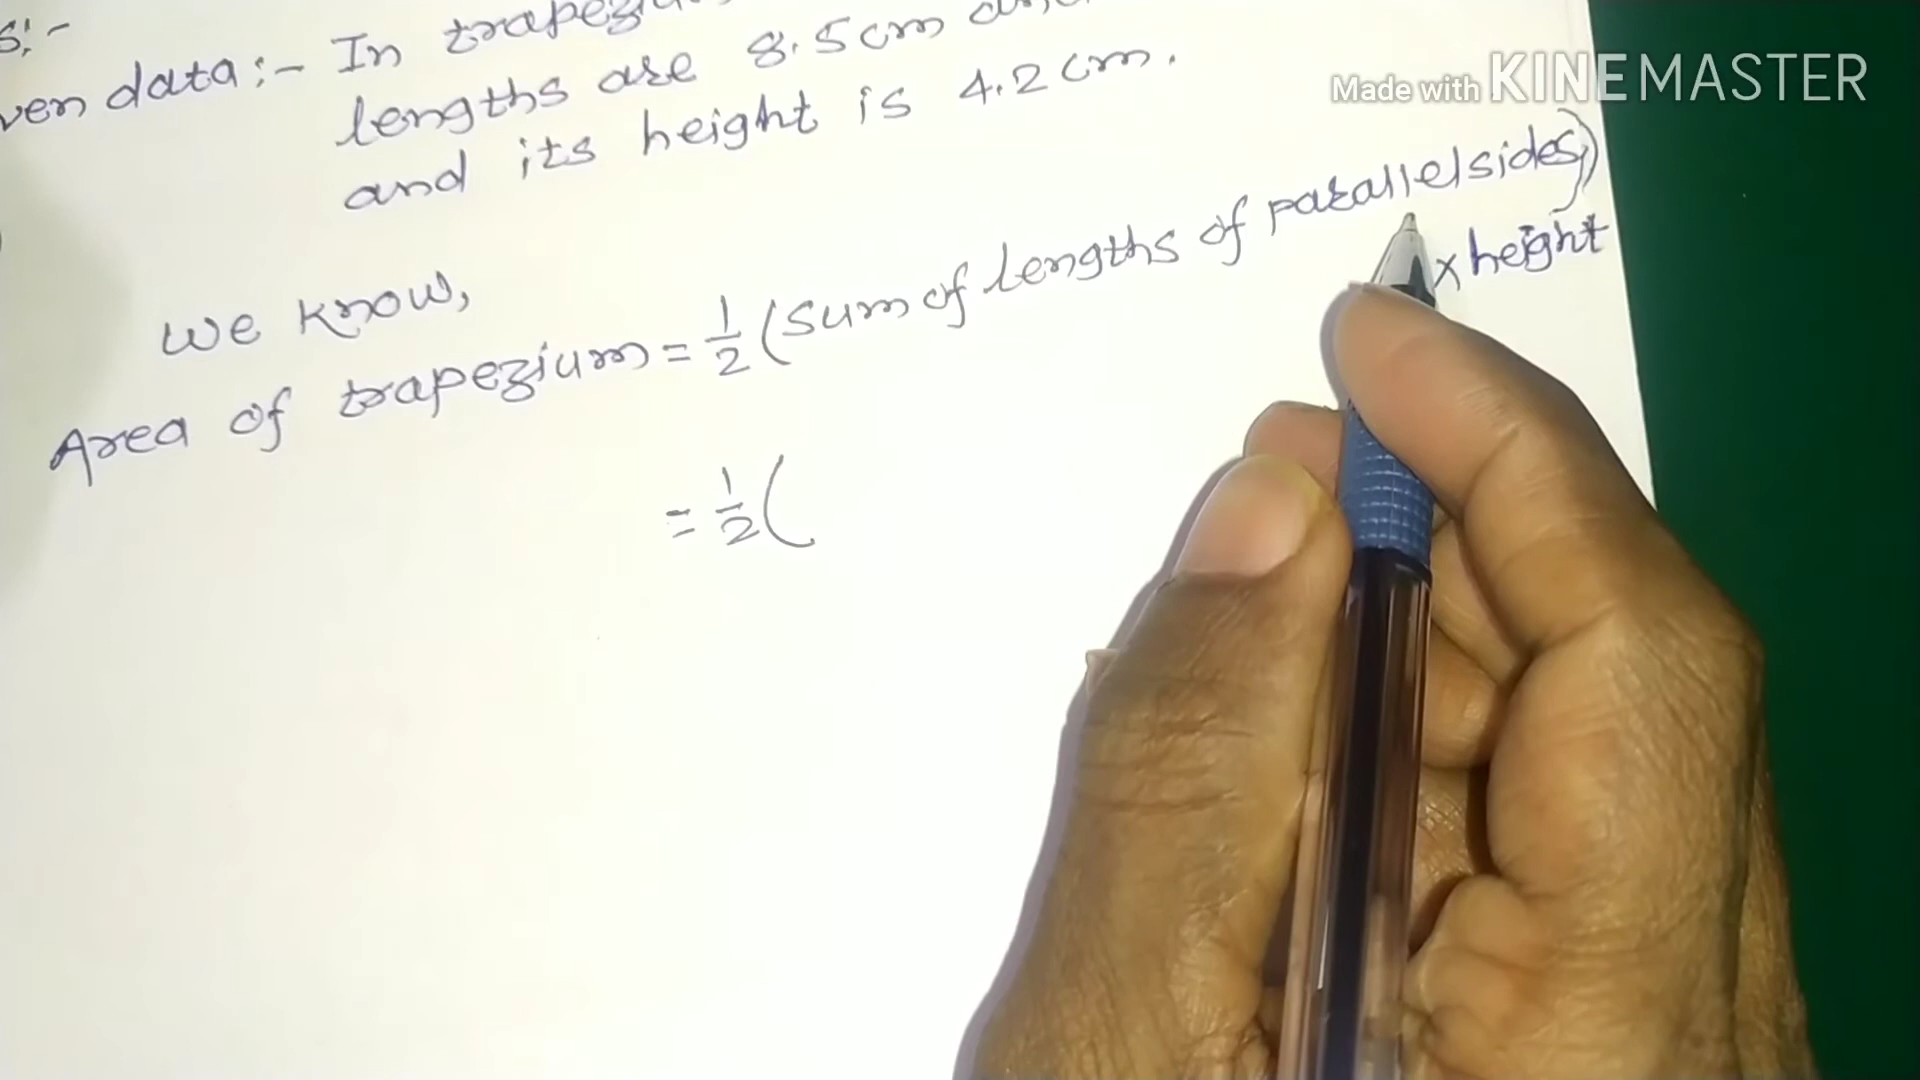 s:-
ven data:- In
lengths are 8.5cm
and its height is 4.2cm.
Made with KINEMASTER
We know,
Area of trapezium = 1/2 (Sum of lengths of parallel sides)
x height
= 1/2 (